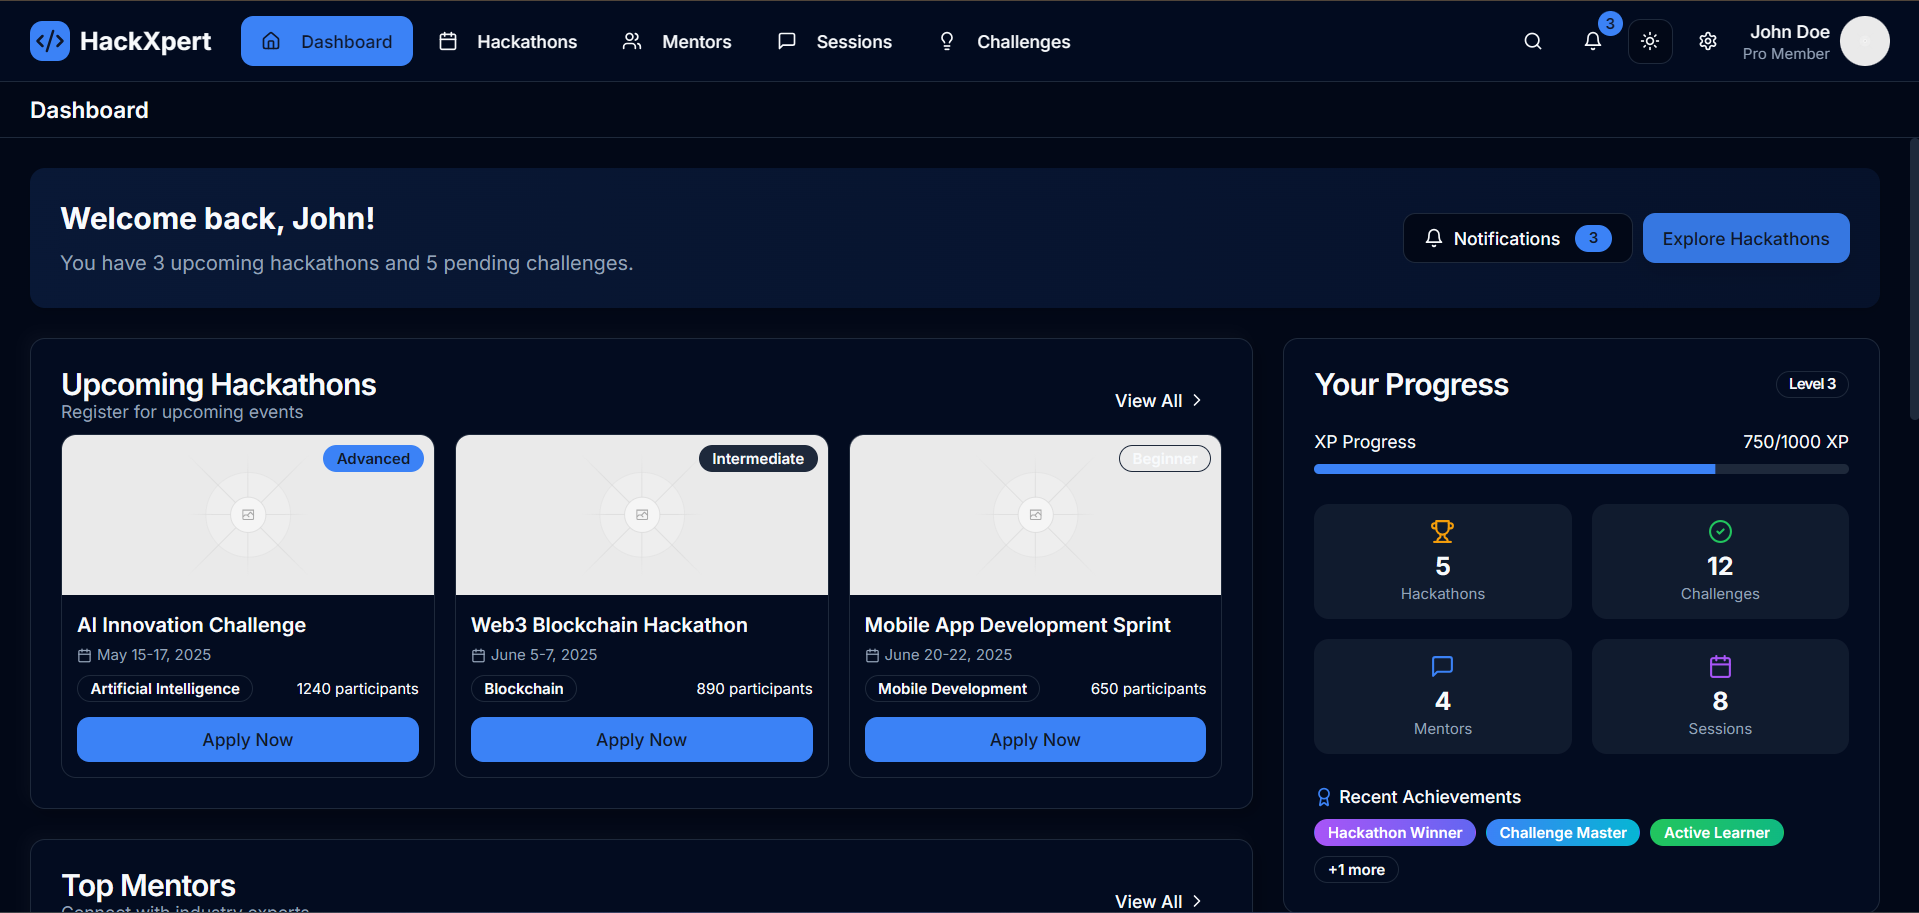 HackXpert
Dashboard
Hackathons
Mentors
Sessions
Challenges
3
John Doe
Pro Member
Dashboard
Welcome back, John!
You have 3 upcoming hackathons and 5 pending challenges.
Notifications 3
Explore Hackathons
Upcoming Hackathons
Register for upcoming events
View All
Advanced
AI Innovation Challenge
May 15-17, 2025
Artificial Intelligence
1240 participants
Apply Now
Intermediate
Web3 Blockchain Hackathon
June 5-7, 2025
Blockchain
890 participants
Apply Now
Beginner
Mobile App Development Sprint
June 20-22, 2025
Mobile Development
650 participants
Apply Now
Your Progress
Level 3
XP Progress
750/1000 XP
5
Hackathons
12
Challenges
4
Mentors
8
Sessions
Recent Achievements
Hackathon Winner
Challenge Master
Active Learner
+1 more
Top Mentors
Connect with industry experts
View All